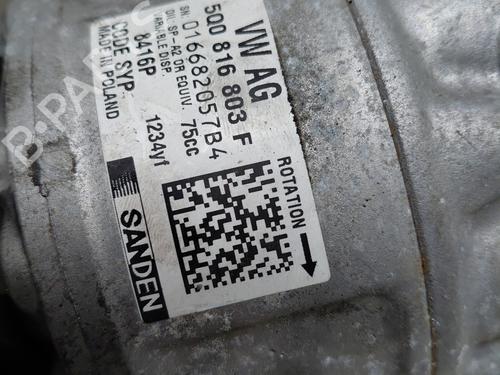 VW AG
5Q0 816 803 F
SN. 016682057B4
OIL: SP-A2 OR EQUIV. 75cc
VARIABLE DISP.
8416P 1234yf
CODE SYP.
MADE IN POLAND
SANDEN
ROTATION
B-PARTS